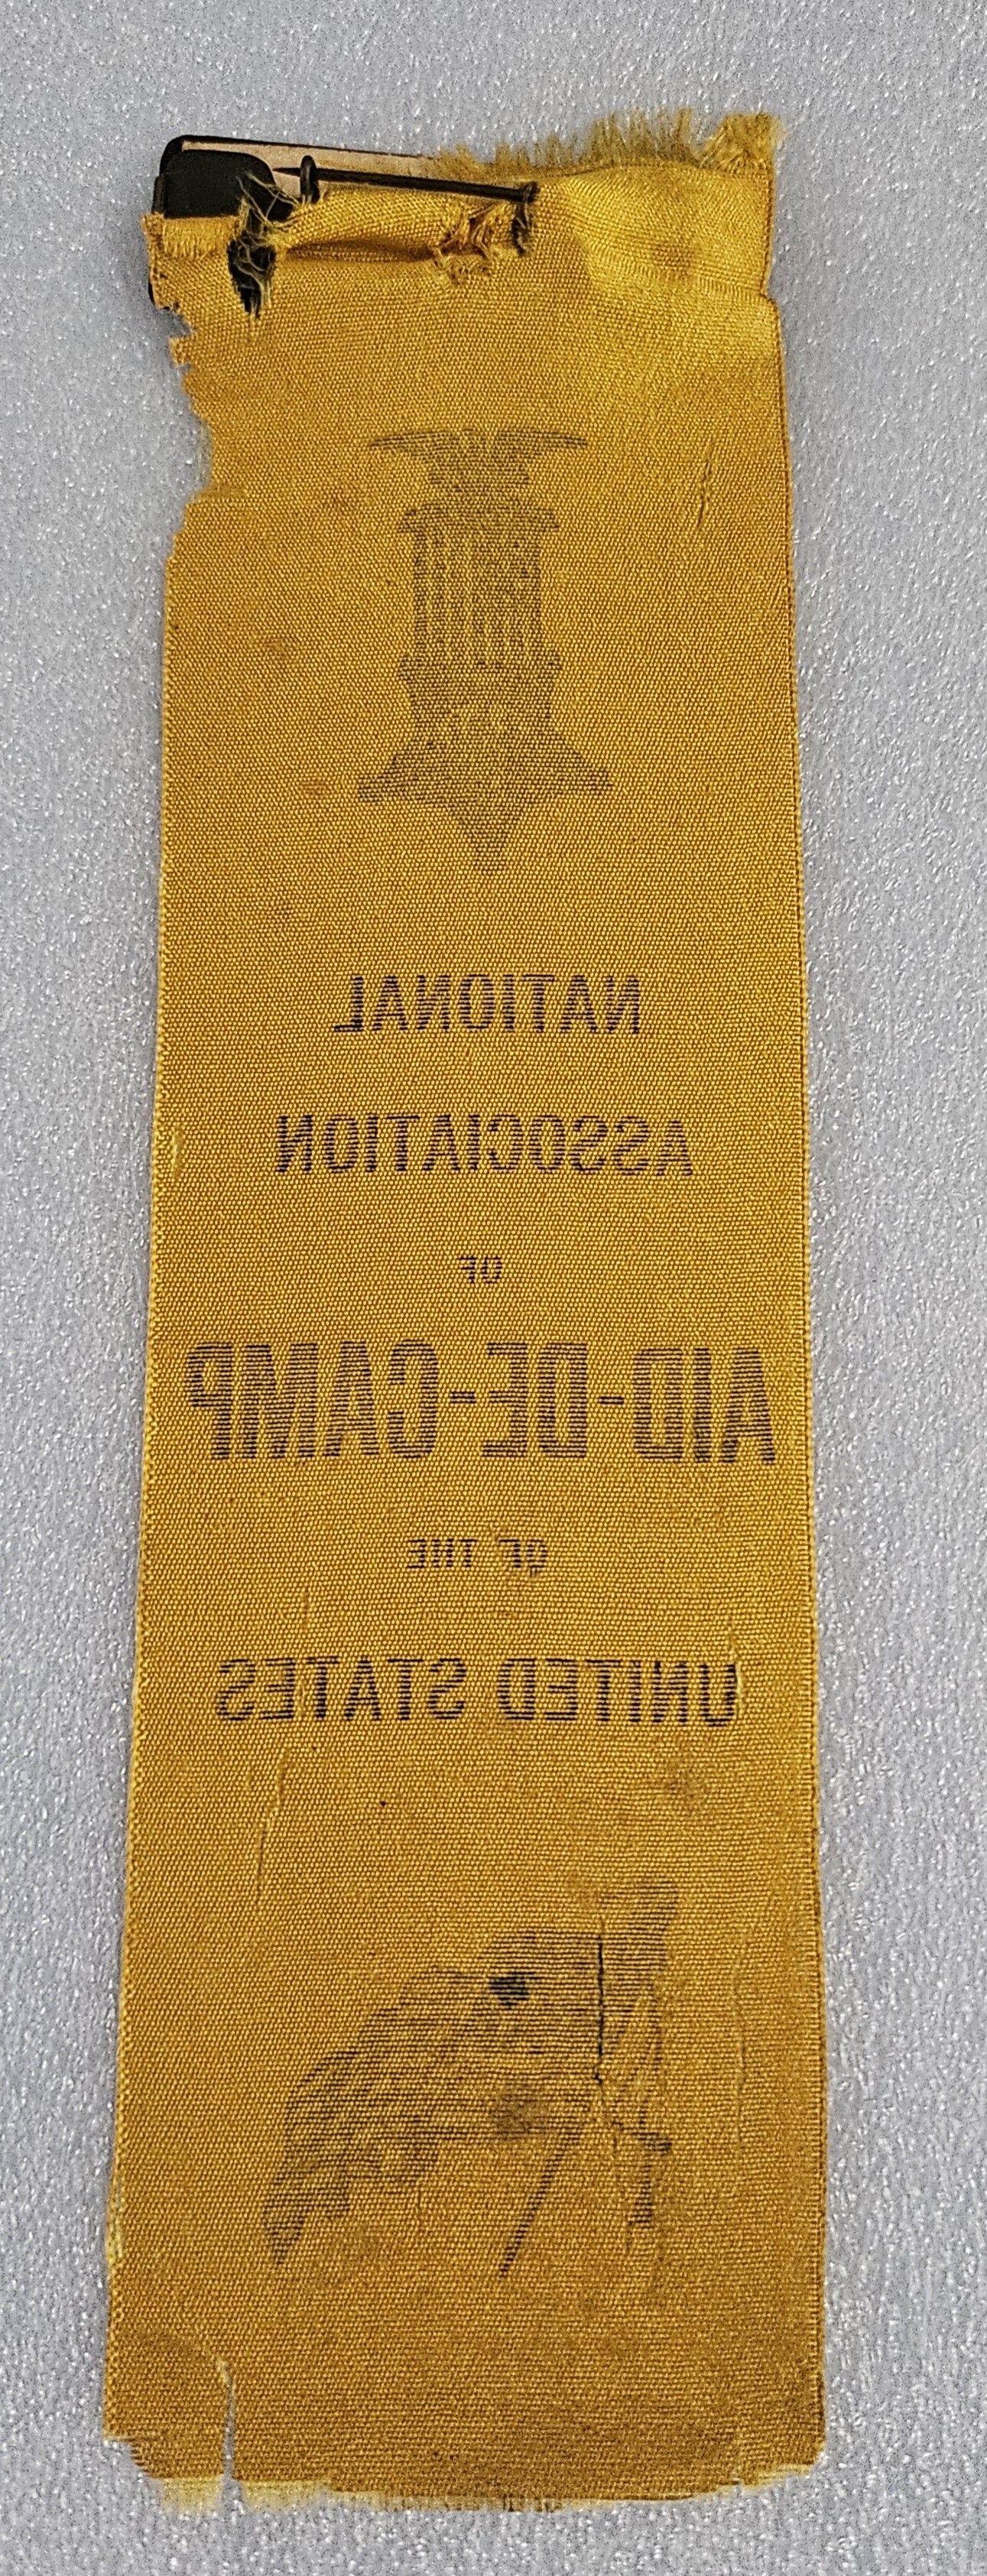 NATIONAL
ASSOCIATION
OF
AID-DE-CAMP
OF THE
UNITED STATES